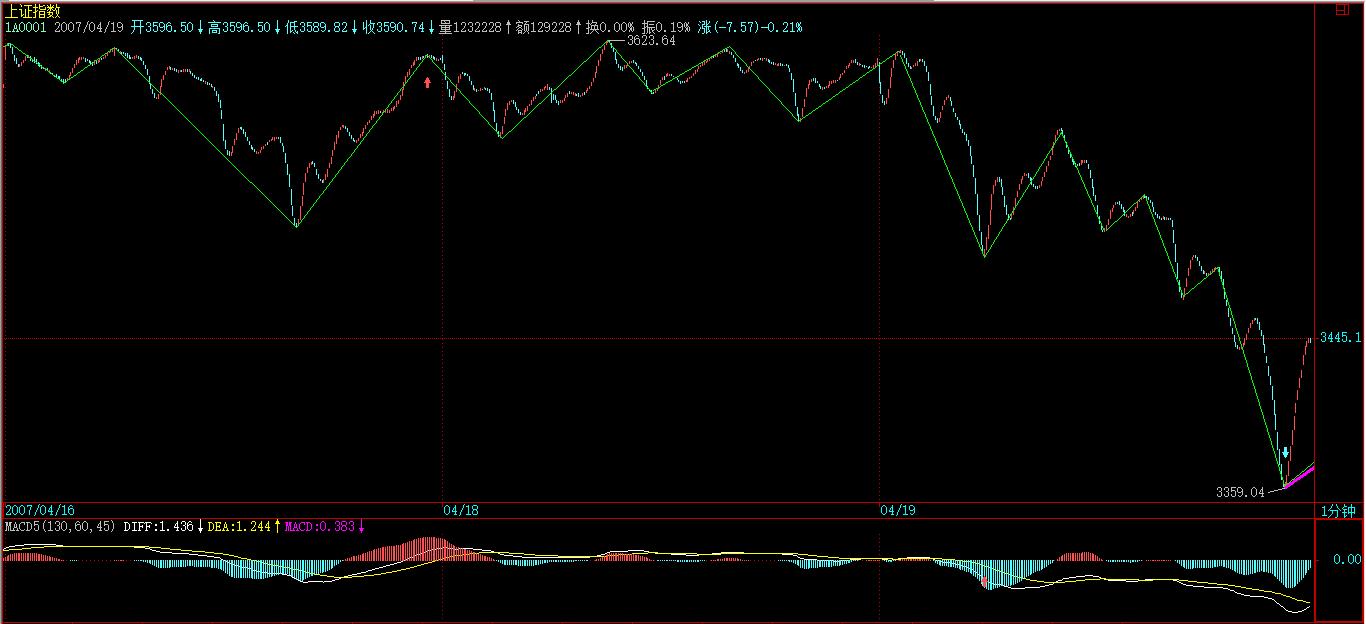 上证指数
1A0001 2007/04/19 开3596.50↓高3596.50↓低3589.82↓收3590.74↓量1232228↑额129228↑换0.00% 振0.19% 涨(-7.57)-0.21%
3623.64
3445.1
3359.04
2007/04/16 04/18 04/19 1分钟
MACD5(130,60,45) DIFF:1.436↓DEA:1.244↑MACD:0.383↓
0.00